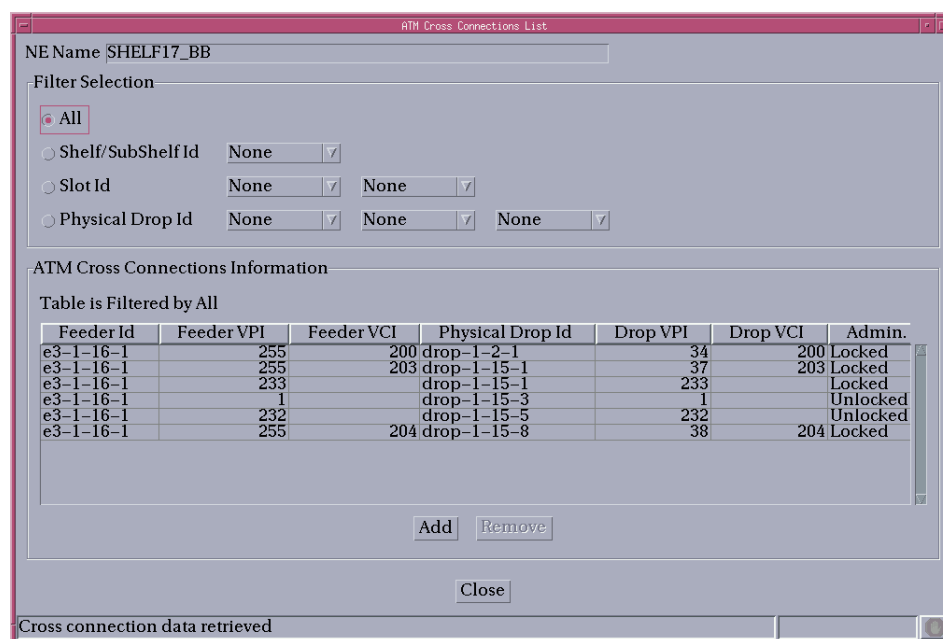 ATM Cross Connections List
NE Name SHELF17_BB
Filter Selection
All
Shelf/SubShelf Id None
Slot Id None None
Physical Drop Id None None None
ATM Cross Connections Information
Table is Filtered by All
Feeder Id Feeder VPI Feeder VCI Physical Drop Id Drop VPI Drop VCI Admin.
e3-1-16-1 255 200 drop-1-2-1 34 200 Locked
e3-1-16-1 255 203 drop-1-15-1 37 203 Locked
e3-1-16-1 233 drop-1-15-1 233 Locked
e3-1-16-1 1 drop-1-15-3 1 Unlocked
e3-1-16-1 232 drop-1-15-5 232 Unlocked
e3-1-16-1 255 204 drop-1-15-8 38 204 Locked
Add Remove
Close
Cross connection data retrieved